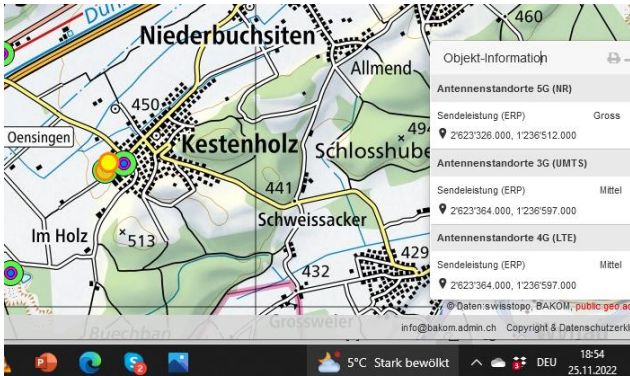 460
Niederbuchsiten
Allmend
450
Oensingen
Kestenholz
Schlosshube
441
Schweissacker
Im Holz
513
429
432
Grossweier
Buechban
Objekt-Information
Antennenstandorte 5G (NR)
Sendeleistung (ERP) Gross
2'623'326.000, 1'236'512.000
Antennenstandorte 3G (UMTS)
Sendeleistung (ERP) Mittel
2'623'364.000, 1'236'597.000
Antennenstandorte 4G (LTE)
Sendeleistung (ERP) Mittel
2'623'364.000, 1'236'597.000
© Daten:swisstopo, BAKOM, public.geo.ad
info@bakom.admin.ch Copyright & Datenschutzerkl
5°C Stark bewölkt
DEU
18:54
25.11.2022